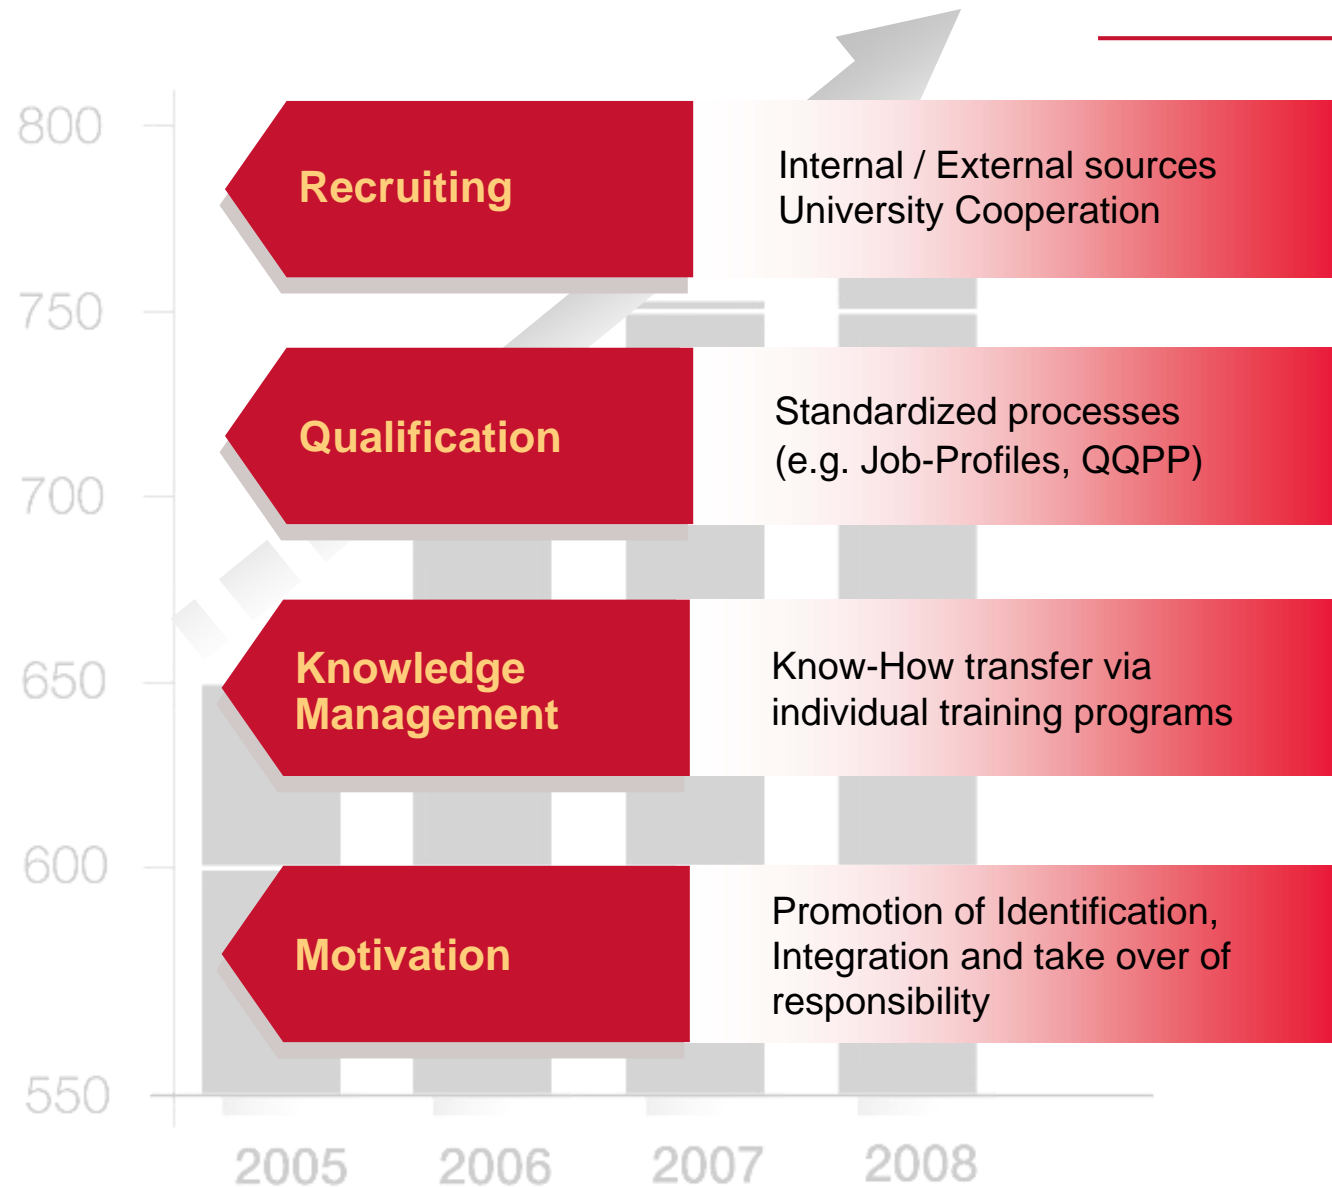 800
Recruiting
Internal / External sources
University Cooperation
750
Qualification
Standardized processes
(e.g. Job-Profiles, QQPP)
700
650
Knowledge
Management
Know-How transfer via
individual training programs
600
Motivation
Promotion of Identification,
Integration and take over of
responsibility
550
2005 2006 2007 2008